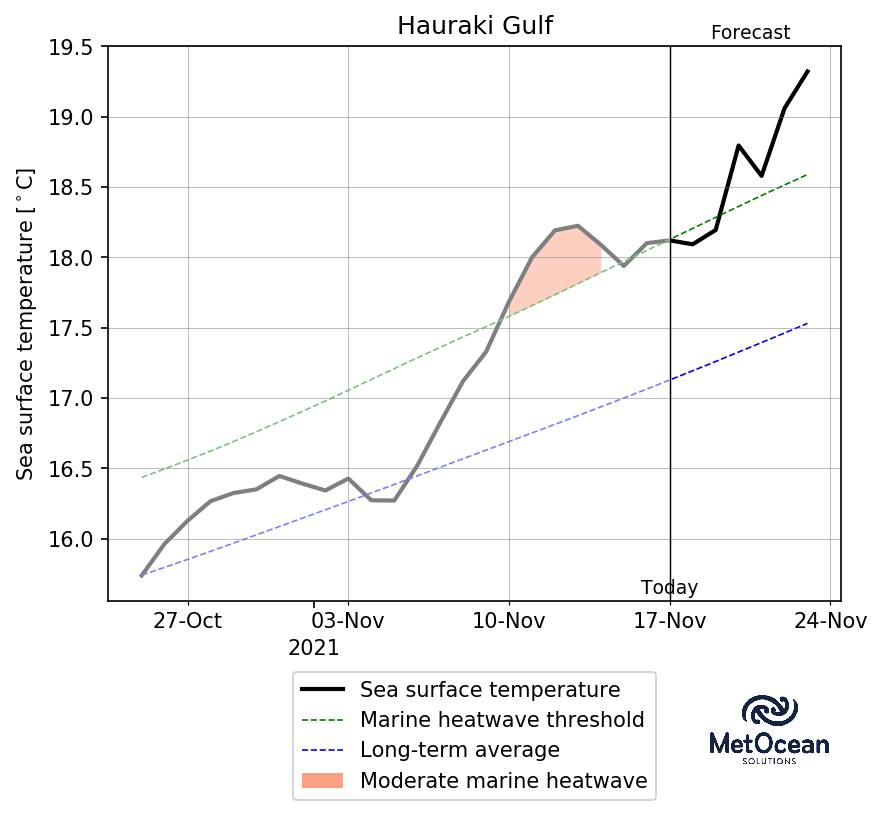 Hauraki Gulf
Forecast
Sea surface temperature [°C]
19.5
19.0
18.5
18.0
17.5
17.0
16.5
16.0
Today
27-Oct 03-Nov 10-Nov 17-Nov 24-Nov
2021
Sea surface temperature
Marine heatwave threshold
Long-term average
Moderate marine heatwave
MetOcean
SOLUTIONS